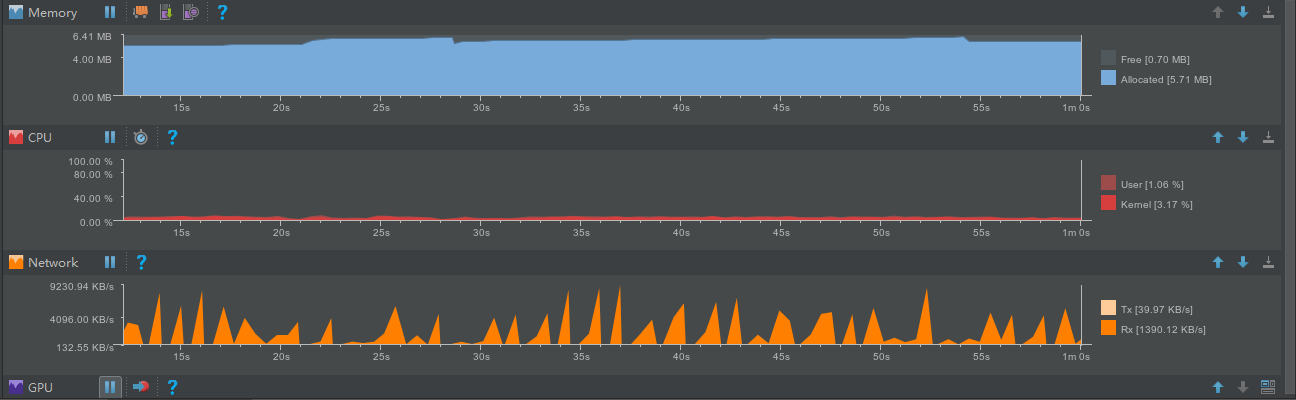 Memory ?
6.41 MB
4.00 MB
0.00 MB
Free [0.70 MB]
Allocated [5.71 MB]
15s 20s 25s 30s 35s 40s 45s 50s 55s 1m 0s
CPU ?
100.00 %
80.00 %
40.00 %
0.00 %
User [1.06 %]
Kernel [3.17 %]
15s 20s 25s 30s 35s 40s 45s 50s 55s 1m 0s
Network ?
9230.94 KB/s
4096.00 KB/s
132.55 KB/s
Tx [39.97 KB/s]
Rx [1390.12 KB/s]
15s 20s 25s 30s 35s 40s 45s 50s 55s 1m 0s
GPU ?